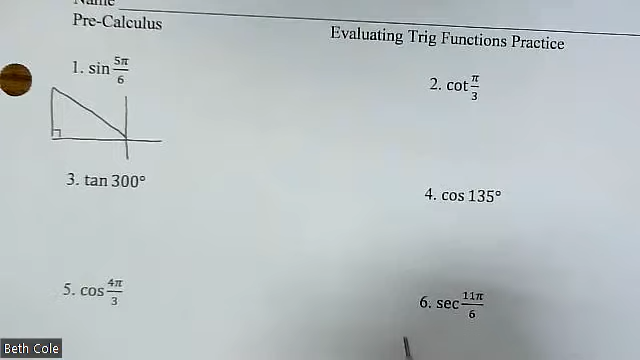 Name
Pre-Calculus
Evaluating Trig Functions Practice
1. sin 5π/6
2. cot π/3
3. tan 300°
4. cos 135°
5. cos 4π/3
6. sec 11π/6
Beth Cole